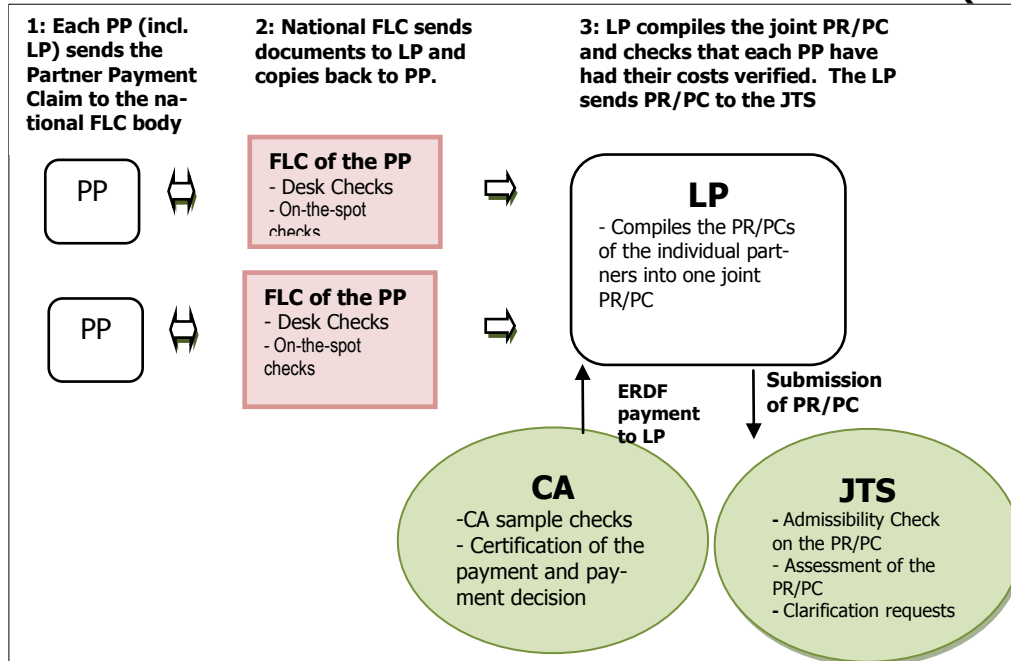 1: Each PP (incl.
LP) sends the
Partner Payment
Claim to the na-
tional FLC body
2: National FLC sends
documents to LP and
copies back to PP.
3: LP compiles the joint PR/PC
and checks that each PP have
had their costs verified. The LP
sends PR/PC to the JTS
PP
FLC of the PP
- Desk Checks
- On-the-spot
checks
LP
- Compiles the PR/PCs
of the individual part-
ners into one joint
PR/PC
PP
FLC of the PP
- Desk Checks
- On-the-spot
checks
ERDF
payment
to LP
Submission
of PR/PC
CA
-CA sample checks
- Certification of the
payment and pay-
ment decision
JTS
- Admissibility Check
on the PR/PC
- Assessment of the
PR/PC
- Clarification requests